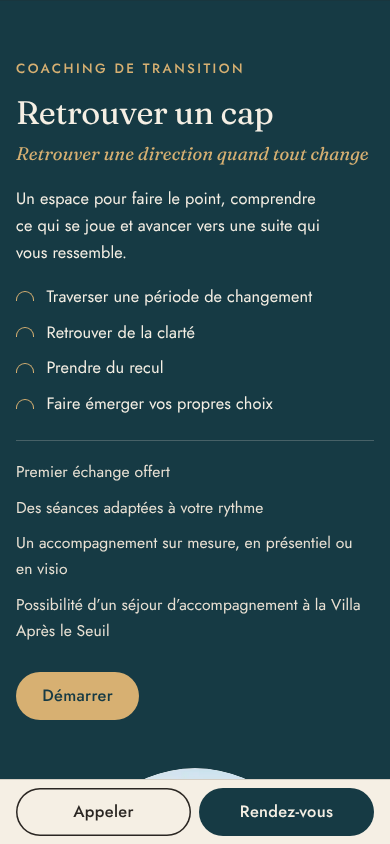 COACHING DE TRANSITION
Retrouver un cap
Retrouver une direction quand tout change
Un espace pour faire le point, comprendre
ce qui se joue et avancer vers une suite qui
vous ressemble.
Traverser une période de changement
Retrouver de la clarté
Prendre du recul
Faire émerger vos propres choix
Premier échange offert
Des séances adaptées à votre rythme
Un accompagnement sur mesure, en présentiel ou
en visio
Possibilité d’un séjour d’accompagnement à la Villa
Après le Seuil
Démarrer
Appeler
Rendez-vous